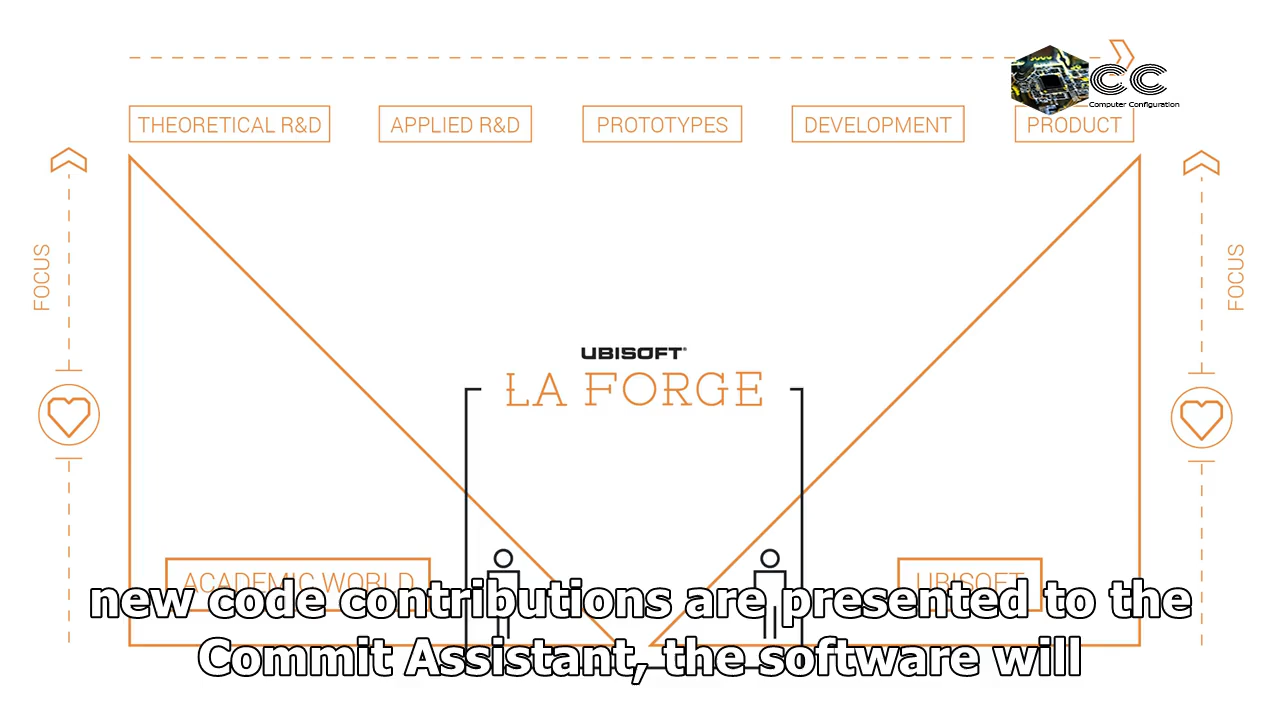 CC
Computer Configuration
THEORETICAL R&D
APPLIED R&D
PROTOTYPES
DEVELOPMENT
PRODUCT
FOCUS
FOCUS
UBISOFT
LA FORGE
ACADEMIC WORLD
UBISOFT
new code contributions are presented to the
Commit Assistant, the software will